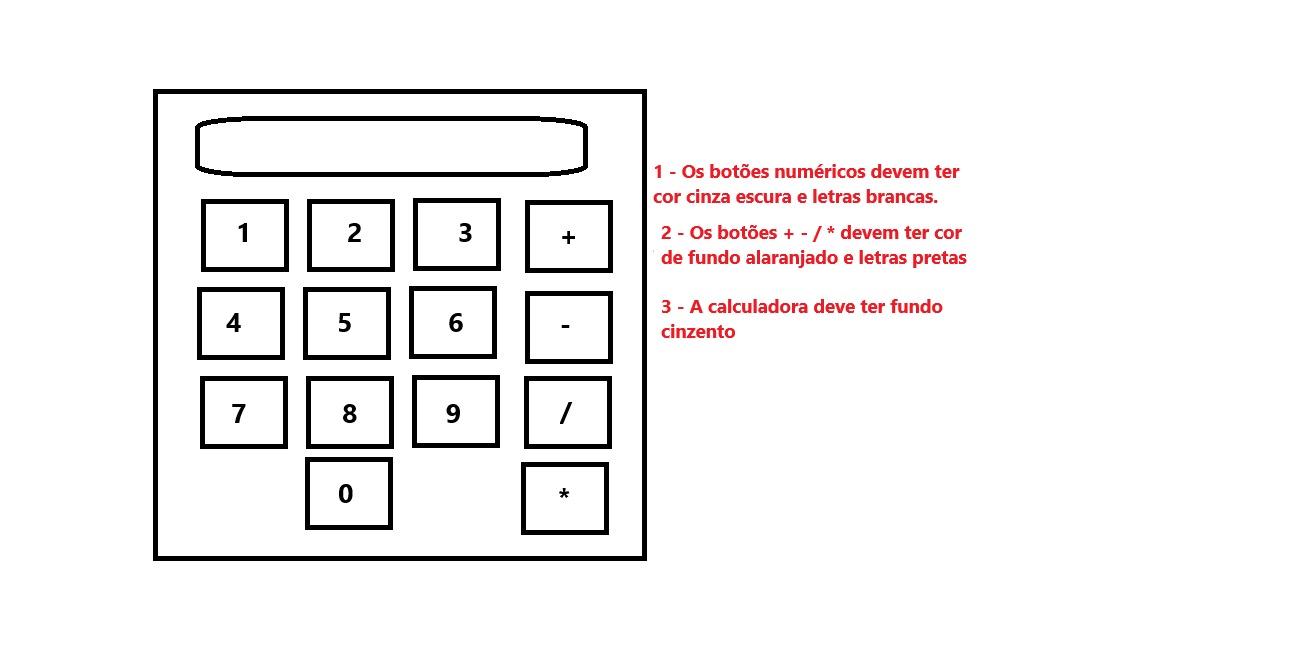 1 - Os botões numéricos devem ter
cor cinza escura e letras brancas.
1 2 3 +
2 - Os botões + - / * devem ter cor
de fundo alaranjado e letras pretas
3 - A calculadora deve ter fundo
cinzento
4 5 6 -
7 8 9 /
0 *